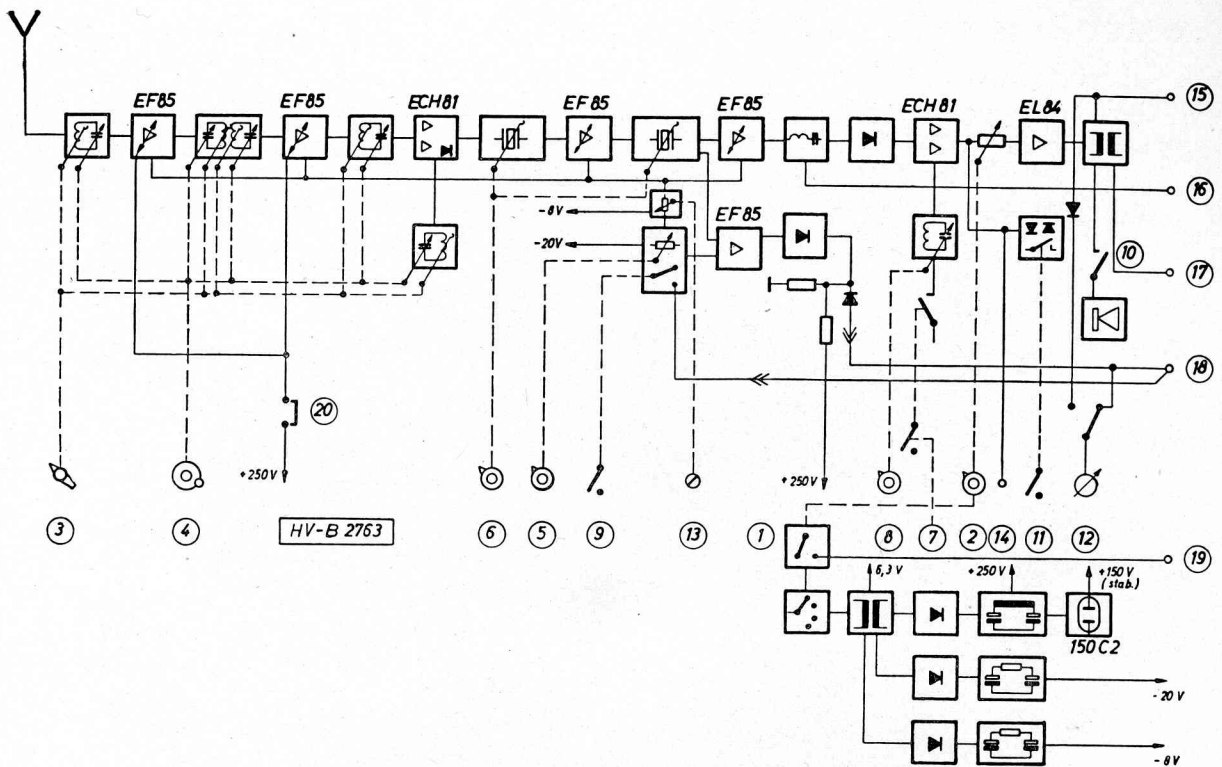 EF85
EF85
ECH81
EF85
EF85
ECH81
EL84
15
16
17
18
10
-8V
-20V
EF85
20
+250V
+250V
3
4
HV-B 2763
6
5
9
13
1
8
7
2
14
11
12
19
6,3 V
+250V
+150V
(stab.)
150C2
-20V
-8V